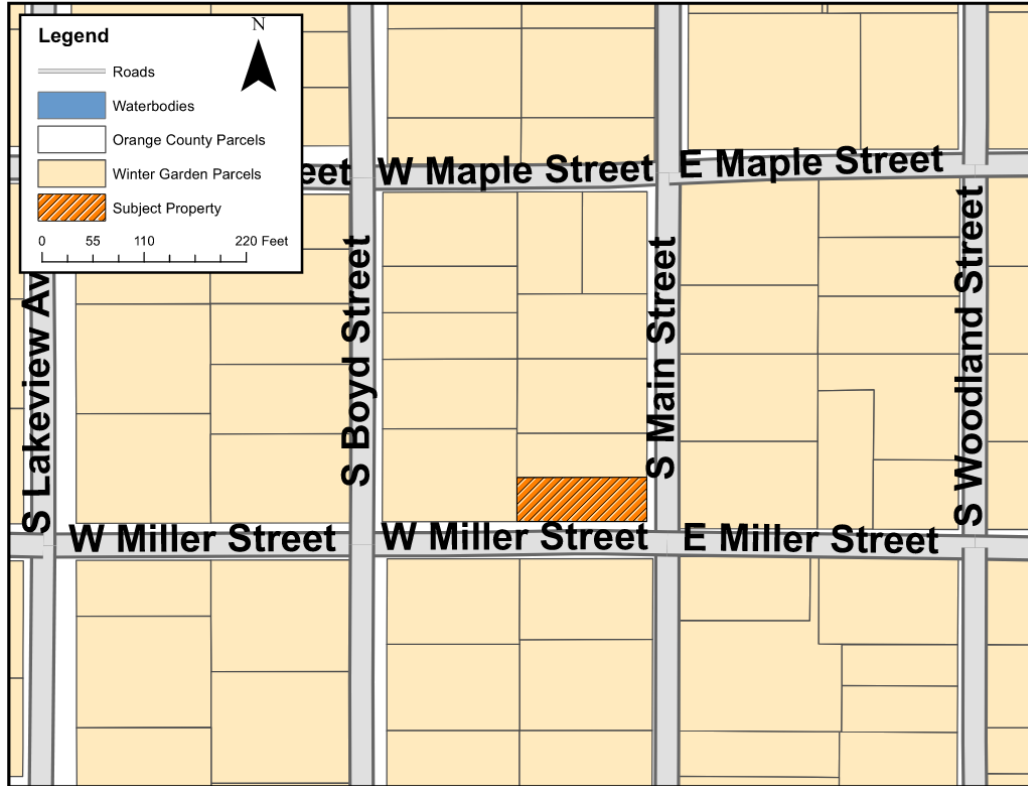 Legend
N
Roads
Waterbodies
Orange County Parcels
Winter Garden Parcels
Subject Property
0 55 110 220 Feet
eet
W Maple Street
E Maple Street
S Lakeview Av
S Boyd Street
S Main Street
S Woodland Street
W Miller Street
W Miller Street
E Miller Street